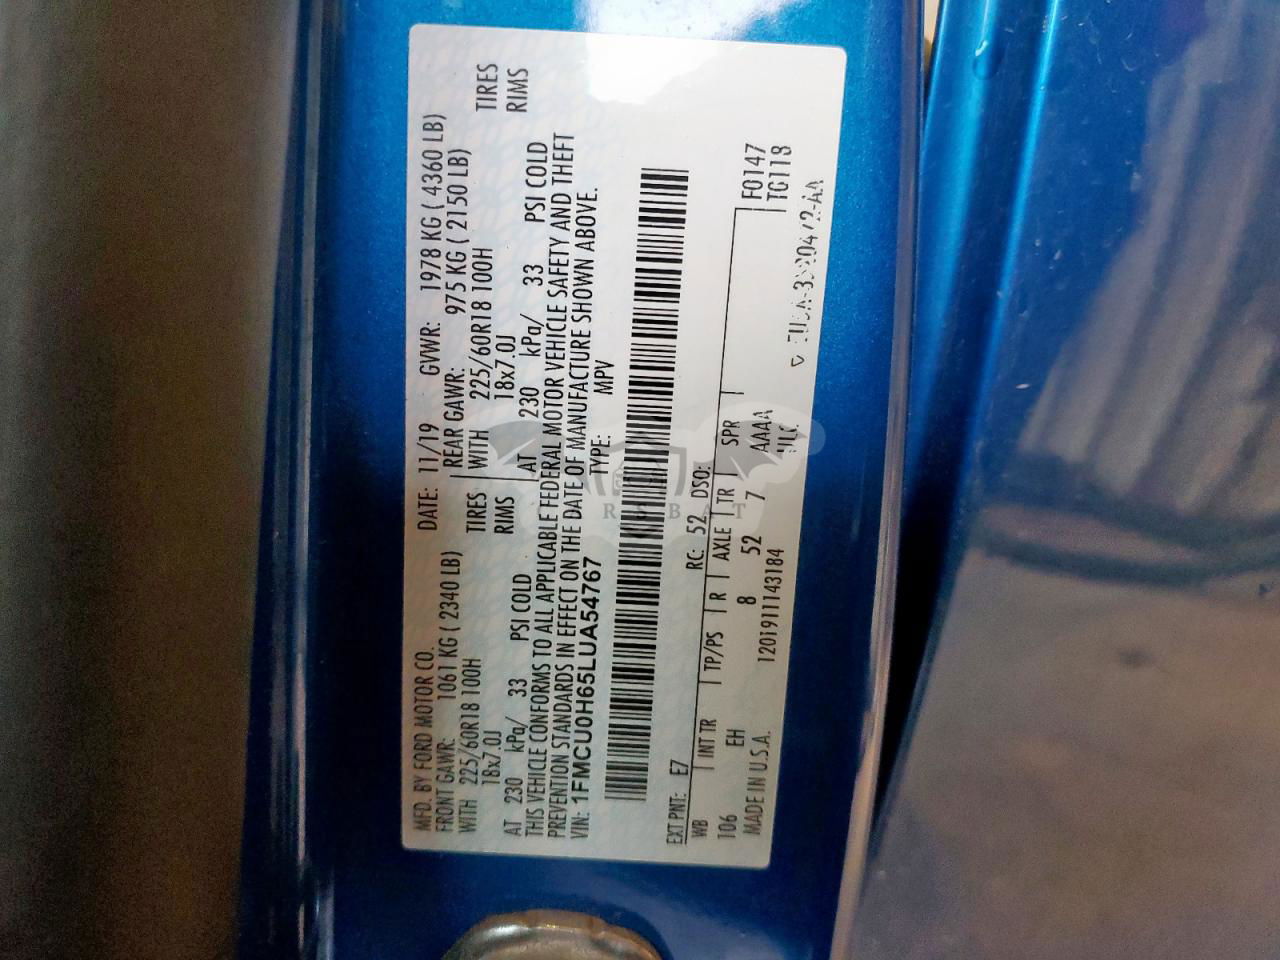 MFD. BY FORD MOTOR CO. DATE: 11/19 GVWR: 1978 KG ( 4360 LB)
FRONT GAWR: 1061 KG ( 2340 LB) REAR GAWR: 975 KG ( 2150 LB)
WITH 225/60R18 100H TIRES WITH 225/60R18 100H TIRES
18x7.0J RIMS 18x7.0J RIMS
AT 230 kPa/ 33 PSI COLD AT 230 kPa/ 33 PSI COLD
THIS VEHICLE CONFORMS TO ALL APPLICABLE FEDERAL MOTOR VEHICLE SAFETY AND THEFT
PREVENTION STANDARDS IN EFFECT ON THE DATE OF MANUFACTURE SHOWN ABOVE.
VIN: 1FMCU0H65LUA54767 TYPE: MPV
EXT PNT: E7 RC: 52 DSO:
WB INT TR TP/PS R AXLE TR SPR F0147
106 EH 8 52 7 AAAA TG118
MADE IN U.S.A. 1201911143184